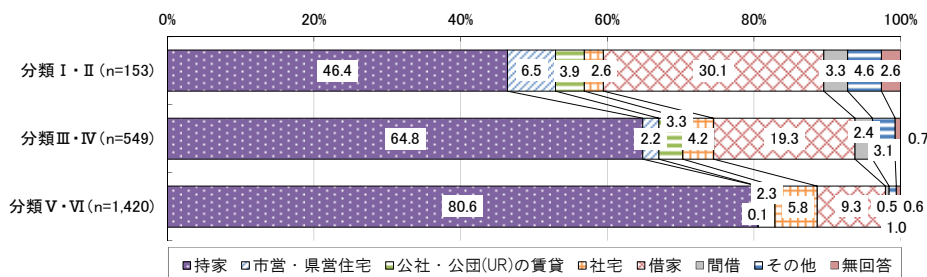 0% 20% 40% 60% 80% 100%
分類Ⅰ・Ⅱ(n=153) 46.4 6.5 3.9 2.6 30.1 3.3 4.6 2.6
分類Ⅲ・Ⅳ(n=549) 64.8 2.2 3.3 4.2 19.3 2.4 3.1 0.7
分類Ⅴ・Ⅵ(n=1,420) 80.6 0.1 2.3 5.8 9.3 0.5 1.0 0.6
持家 市営・県営住宅 公社・公団(UR)の賃貸 社宅 借家 間借 その他 無回答